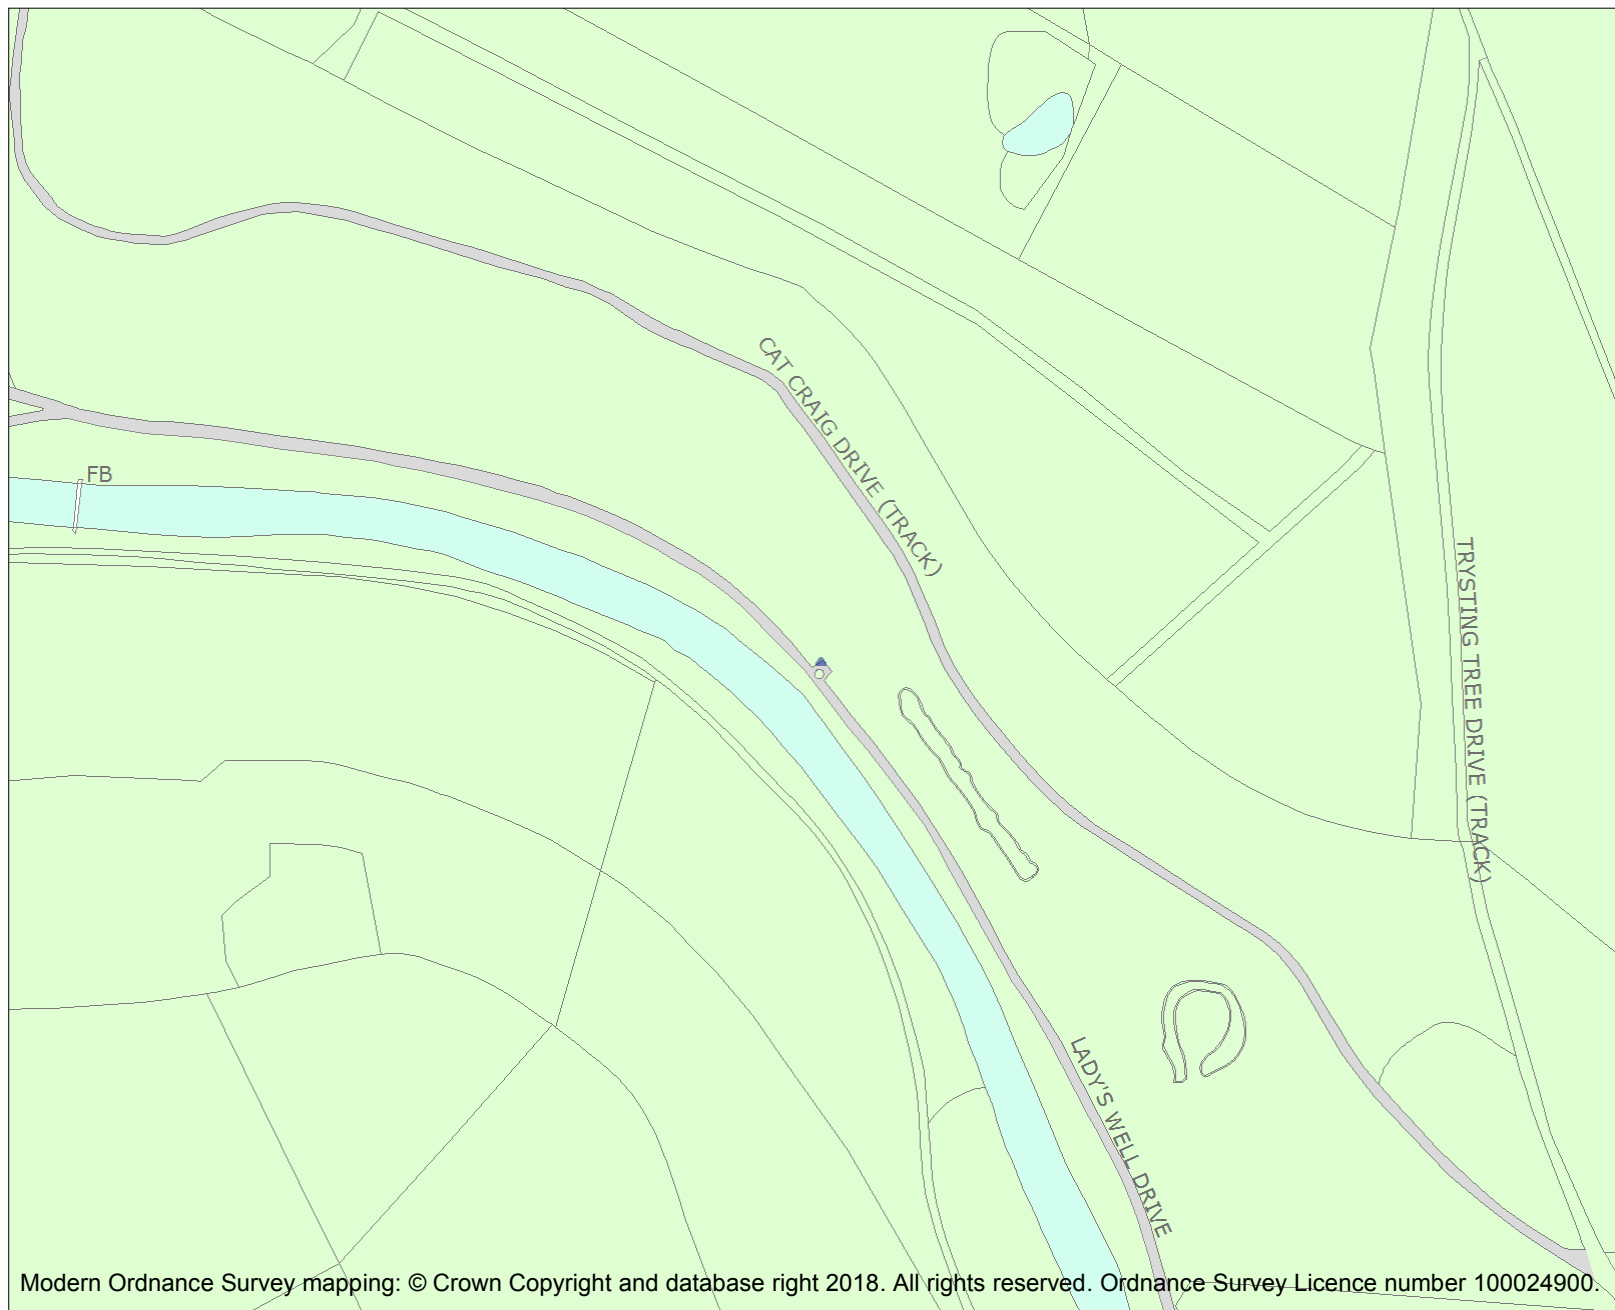 CAT CRAIG DRIVE (TRACK)
FB
TRYSTING TREE DRIVE (TRACK)
LADY'S WELL DRIVE
Modern Ordnance Survey mapping: © Crown Copyright and database right 2018. All rights reserved. Ordnance Survey Licence number 100024900.